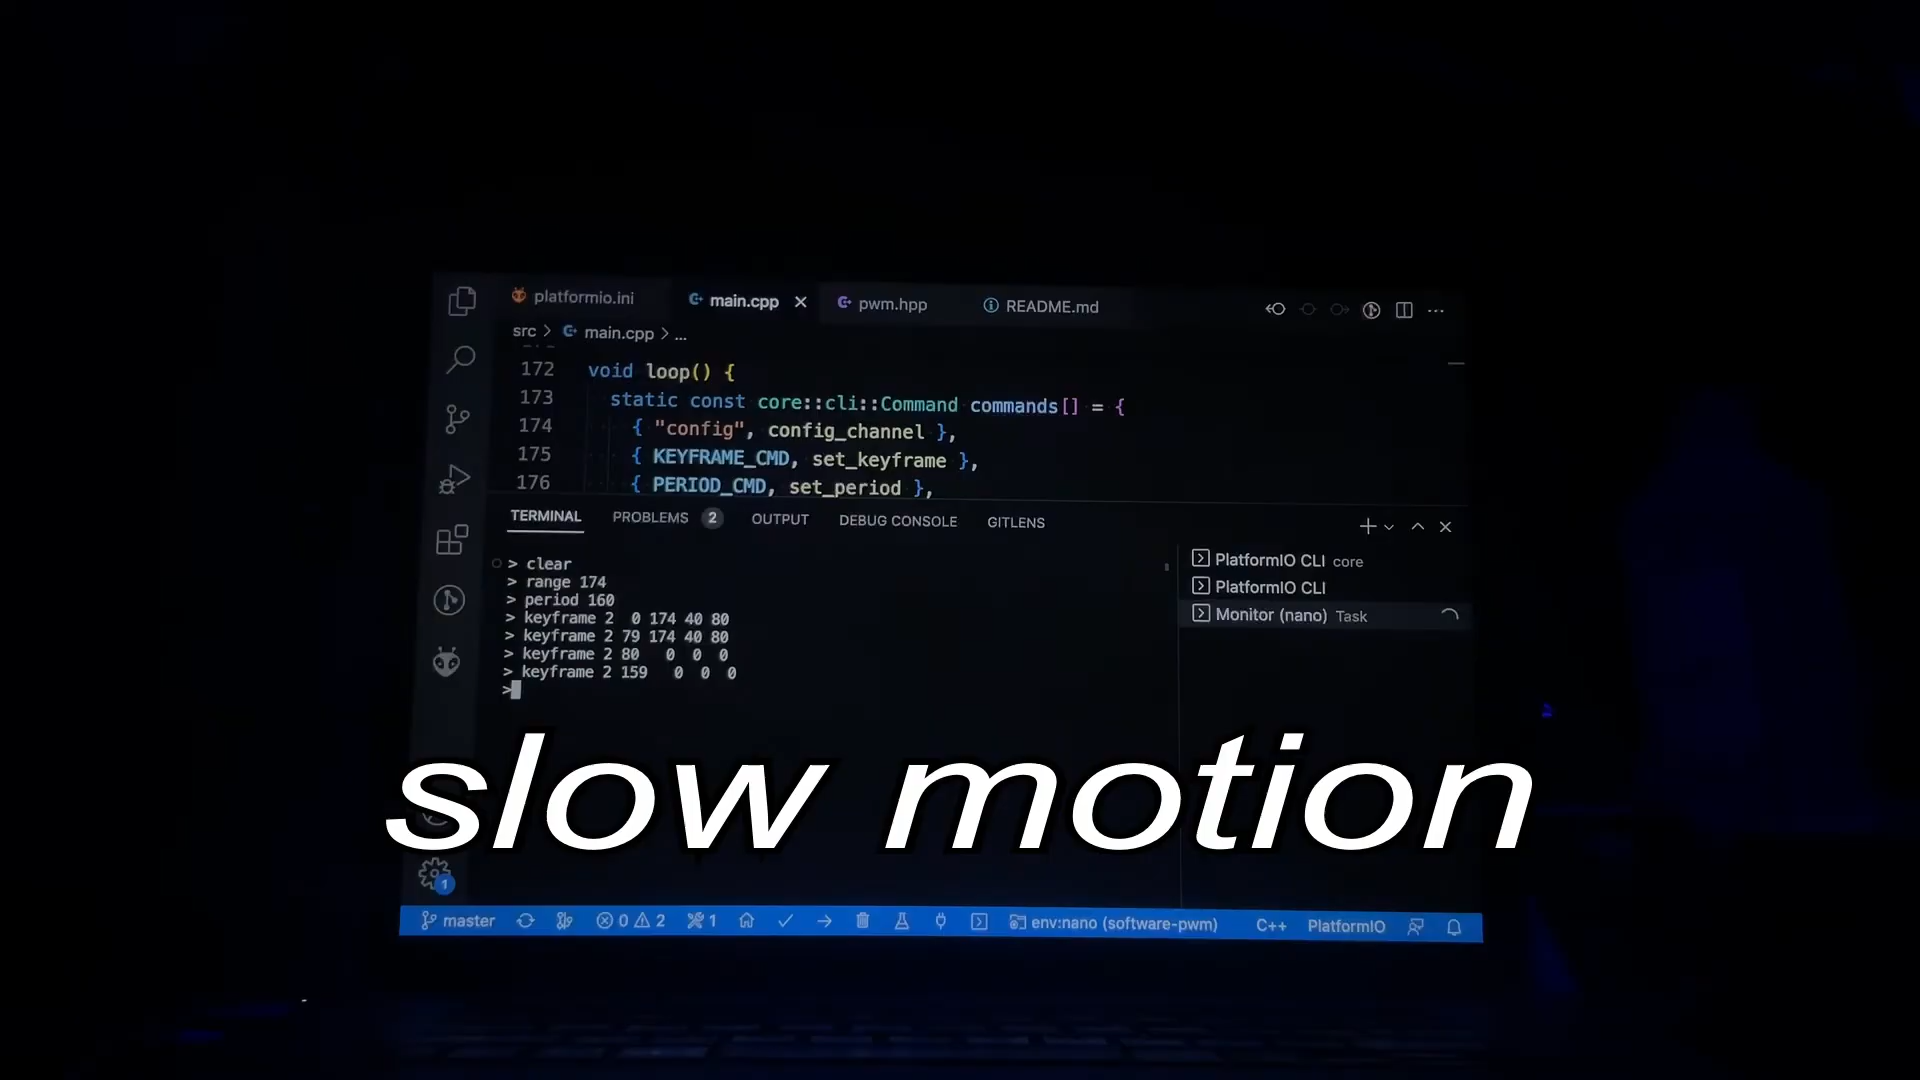 platformio.ini main.cpp pwm.hpp README.md
src > main.cpp > ...
172 void loop() {
173 static const core::cli::Command commands[] = {
174 { "config", config_channel },
175 { KEYFRAME_CMD, set_keyframe },
176 { PERIOD_CMD, set_period },
TERMINAL PROBLEMS 2 OUTPUT DEBUG CONSOLE GITLENS
> clear
> range 174
> period 160
> keyframe 2  0 174 40 80
> keyframe 2 79 174 40 80
> keyframe 2 80   0  0  0
> keyframe 2 159   0  0  0
>
PlatformIO CLI core
PlatformIO CLI
Monitor (nano) Task
slow motion
1
master 0 2 1 env:nano (software-pwm) C++ PlatformIO